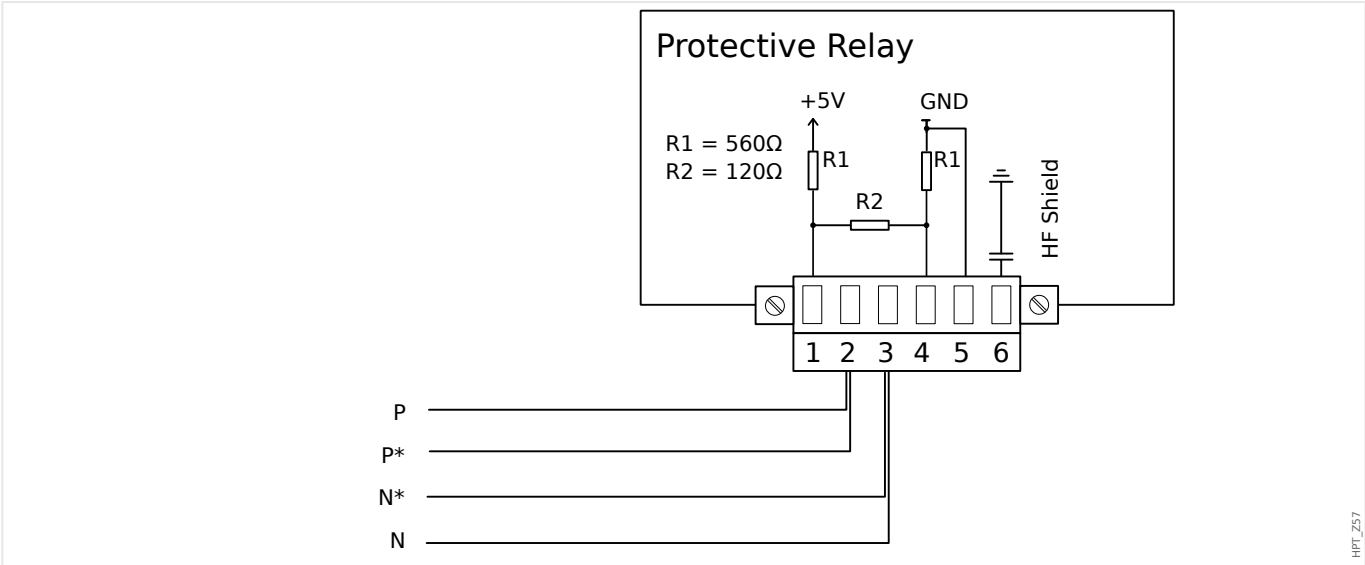 Protective Relay
+5V
GND
R1 = 560Ω
R2 = 120Ω
R1
R1
R2
HF Shield
1 2 3 4 5 6
P
P*
N*
N
HPT_Z57